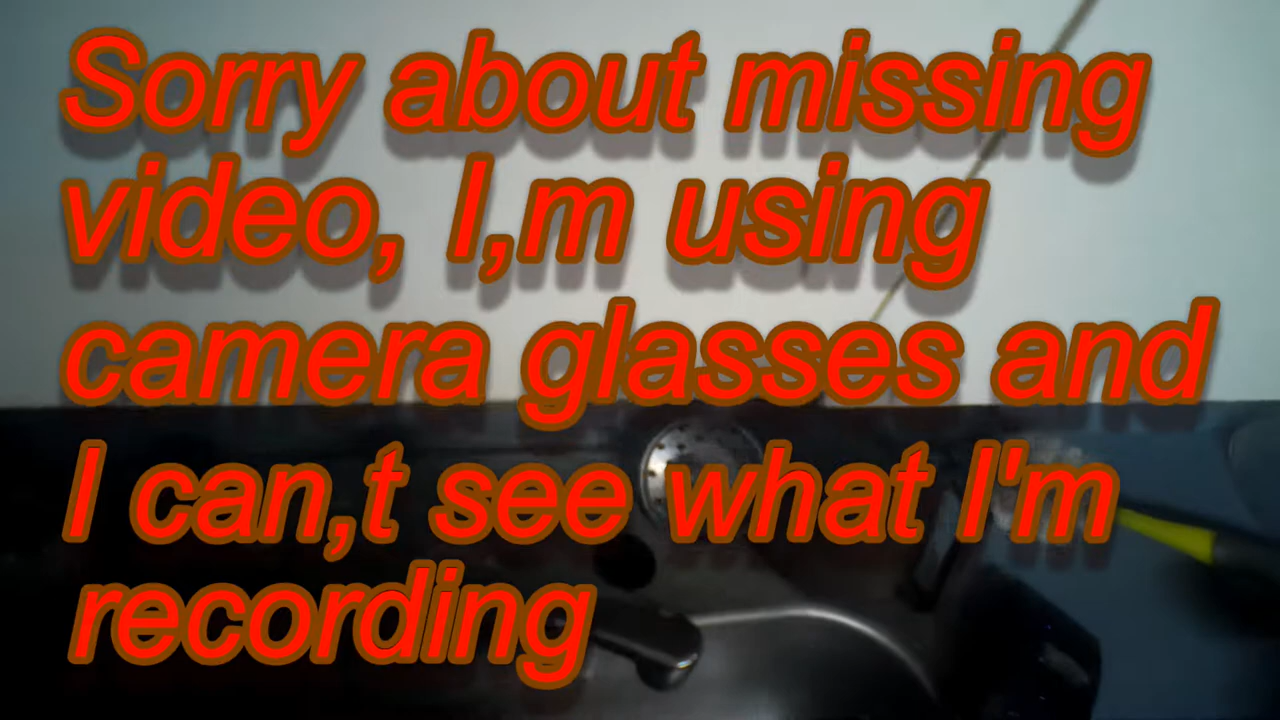 Sorry about missing
video, I,m using
camera glasses and
I can,t see what I'm
recording